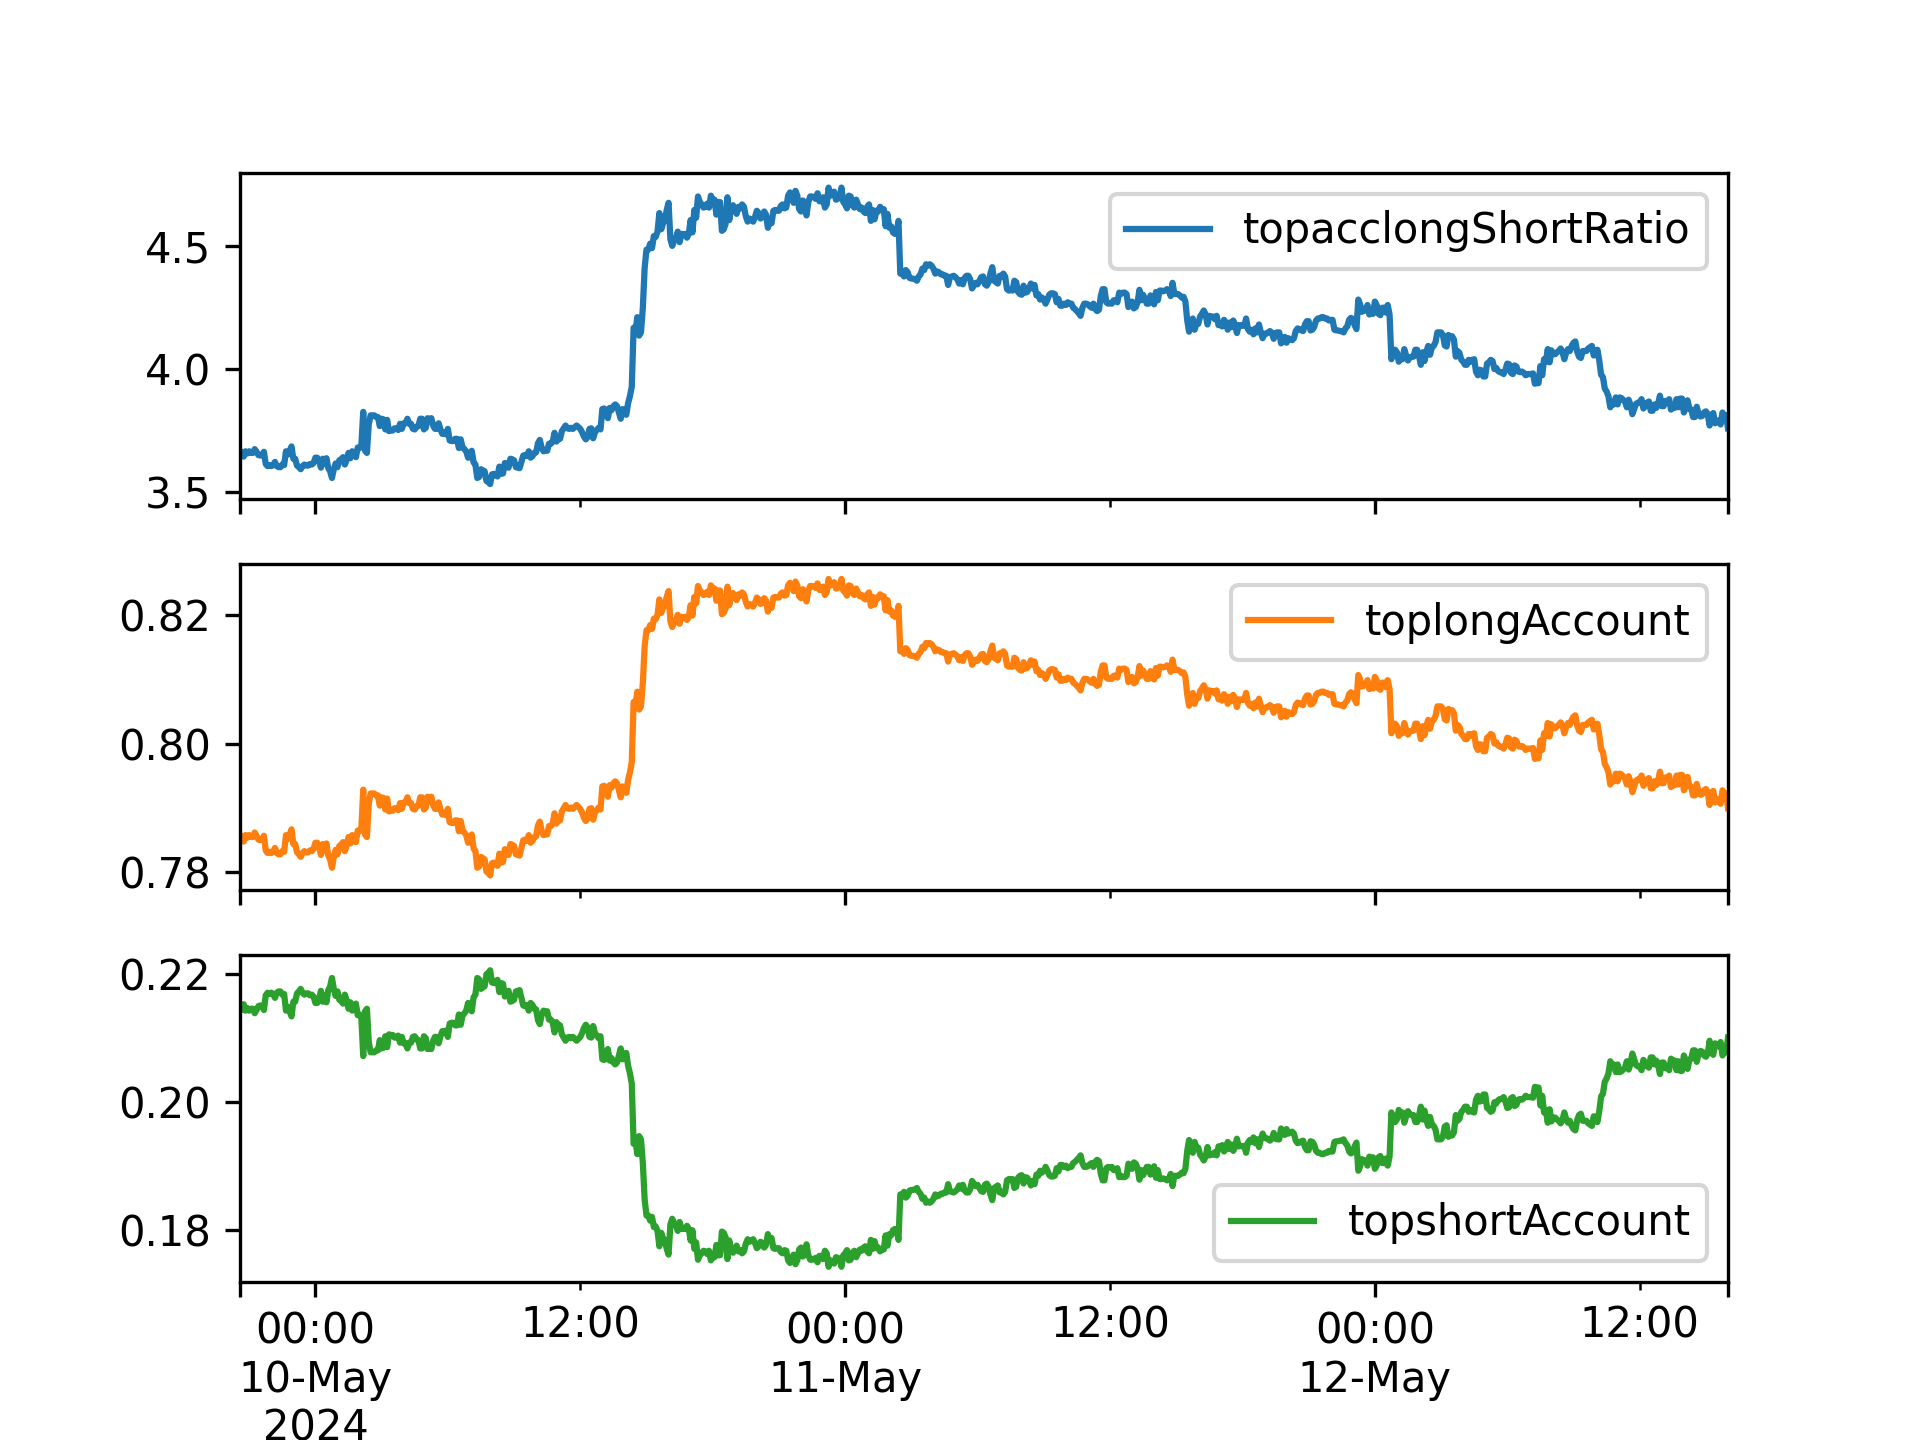 topacclongShortRatio
4.5
4.0
3.5
toplongAccount
0.82
0.80
0.78
0.22
0.20
0.18
topshortAccount
00:00 12:00 00:00 12:00 00:00 12:00
10-May 11-May 12-May
2024